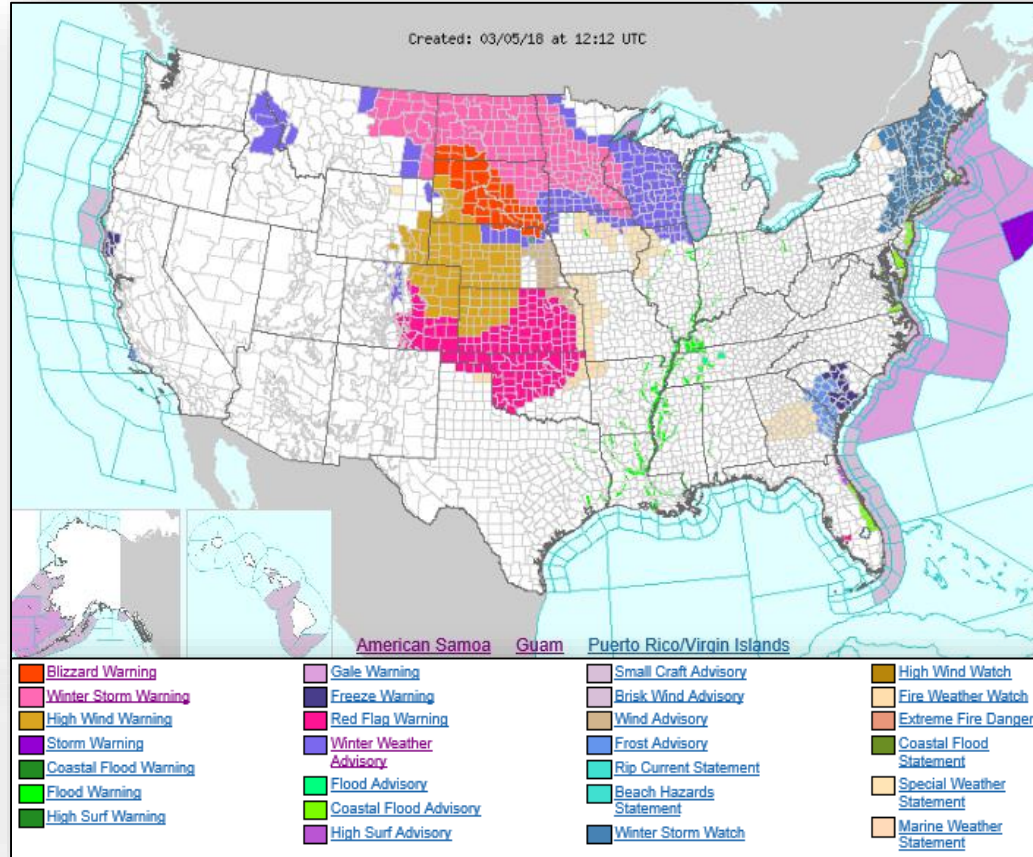 Created: 03/05/18 at 12:12 UTC
American Samoa Guam Puerto Rico/Virgin Islands
Blizzard Warning
Winter Storm Warning
High Wind Warning
Storm Warning
Coastal Flood Warning
Flood Warning
High Surf Warning
Gale Warning
Freeze Warning
Red Flag Warning
Winter Weather
Advisory
Flood Advisory
Coastal Flood Advisory
High Surf Advisory
Small Craft Advisory
Brisk Wind Advisory
Wind Advisory
Frost Advisory
Rip Current Statement
Beach Hazards
Statement
Winter Storm Watch
High Wind Watch
Fire Weather Watch
Extreme Fire Danger
Coastal Flood
Statement
Special Weather
Statement
Marine Weather
Statement